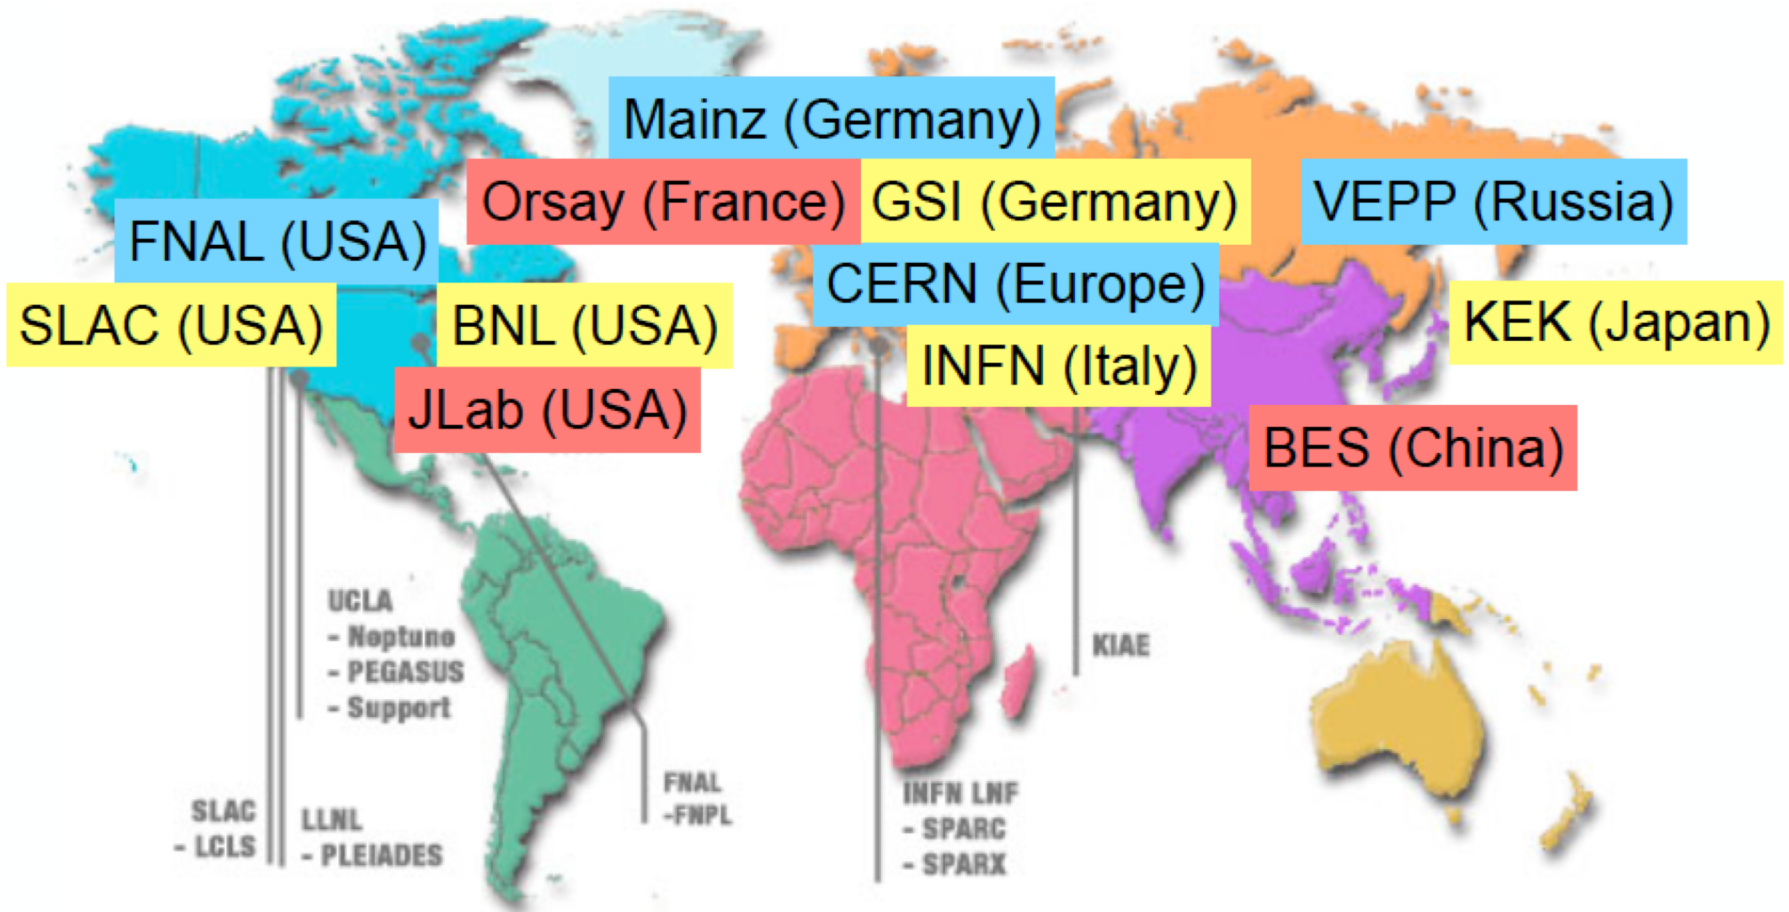 Mainz (Germany)
Orsay (France)
GSI (Germany)
VEPP (Russia)
FNAL (USA)
CERN (Europe)
SLAC (USA)
BNL (USA)
KEK (Japan)
INFN (Italy)
JLab (USA)
BES (China)
UCLA
- Neptune
- PEGASUS
- Support
KIAE
SLAC
- LCLS
LLNL
- PLEIADES
FNAL
-FNPL
INFN LNF
- SPARC
- SPARX